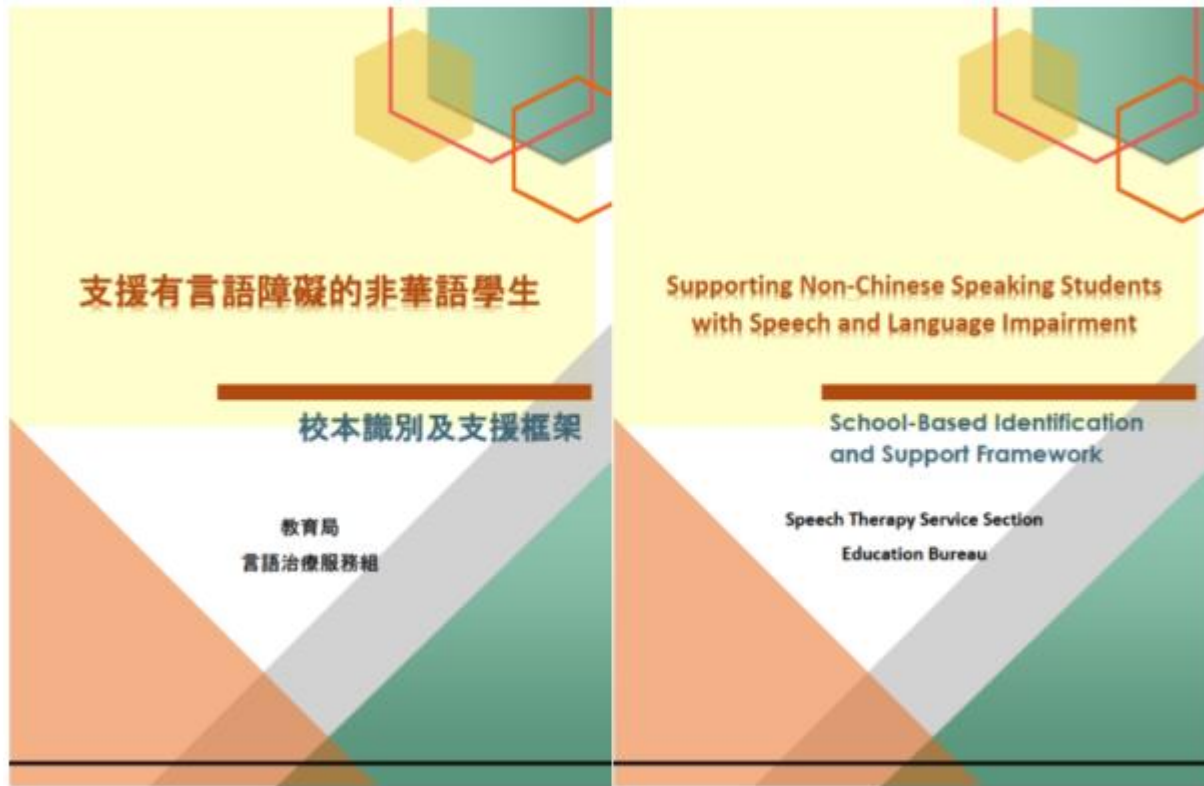 支援有言語障礙的非華語學生
校本識別及支援框架
教育局
言語治療服務組
Supporting Non-Chinese Speaking Students
with Speech and Language Impairment
School-Based Identification
and Support Framework
Speech Therapy Service Section
Education Bureau